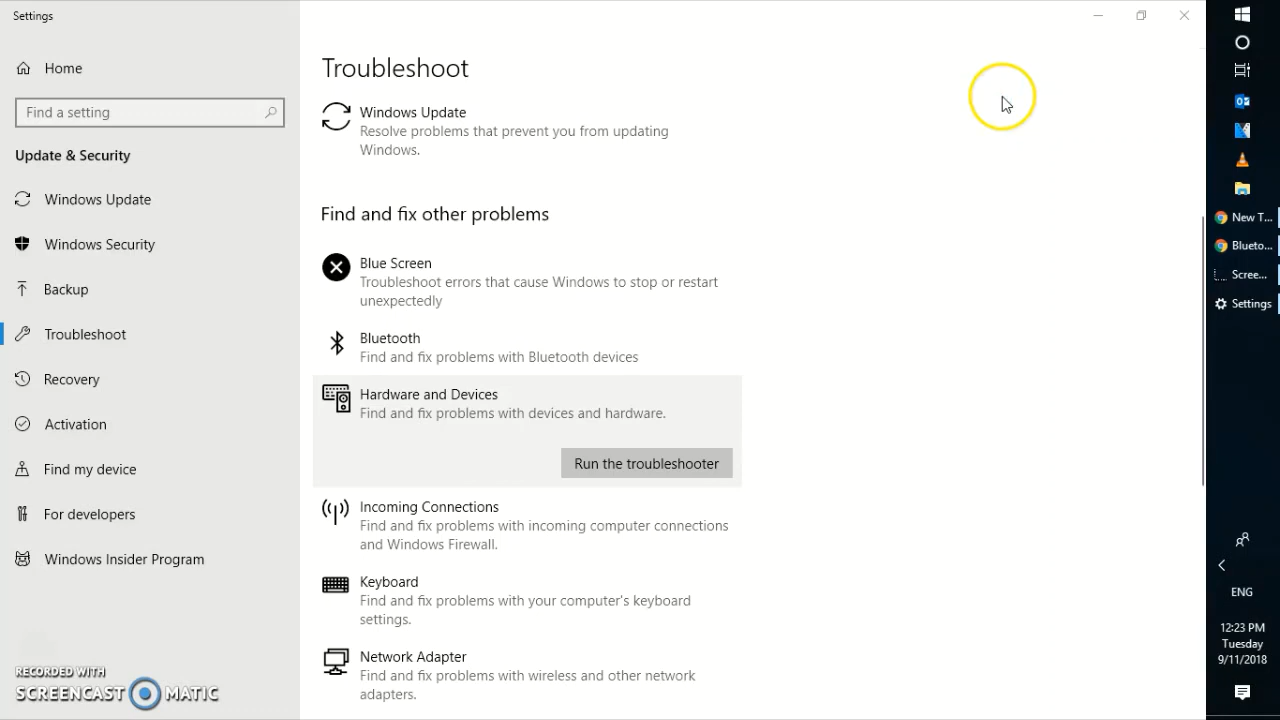 Settings
Home
Find a setting
Update & Security
Windows Update
Windows Security
Backup
Troubleshoot
Recovery
Activation
Find my device
For developers
Windows Insider Program
RECORDED WITH
SCREENCAST MATIC
Troubleshoot
Windows Update
Resolve problems that prevent you from updating
Windows.
Find and fix other problems
Blue Screen
Troubleshoot errors that cause Windows to stop or restart
unexpectedly
Bluetooth
Find and fix problems with Bluetooth devices
Hardware and Devices
Find and fix problems with devices and hardware.
Run the troubleshooter
Incoming Connections
Find and fix problems with incoming computer connections
and Windows Firewall.
Keyboard
Find and fix problems with your computer's keyboard
settings.
Network Adapter
Find and fix problems with wireless and other network
adapters.
New T...
Blueto...
Scree...
Settings
ENG
12:23 PM
Tuesday
9/11/2018